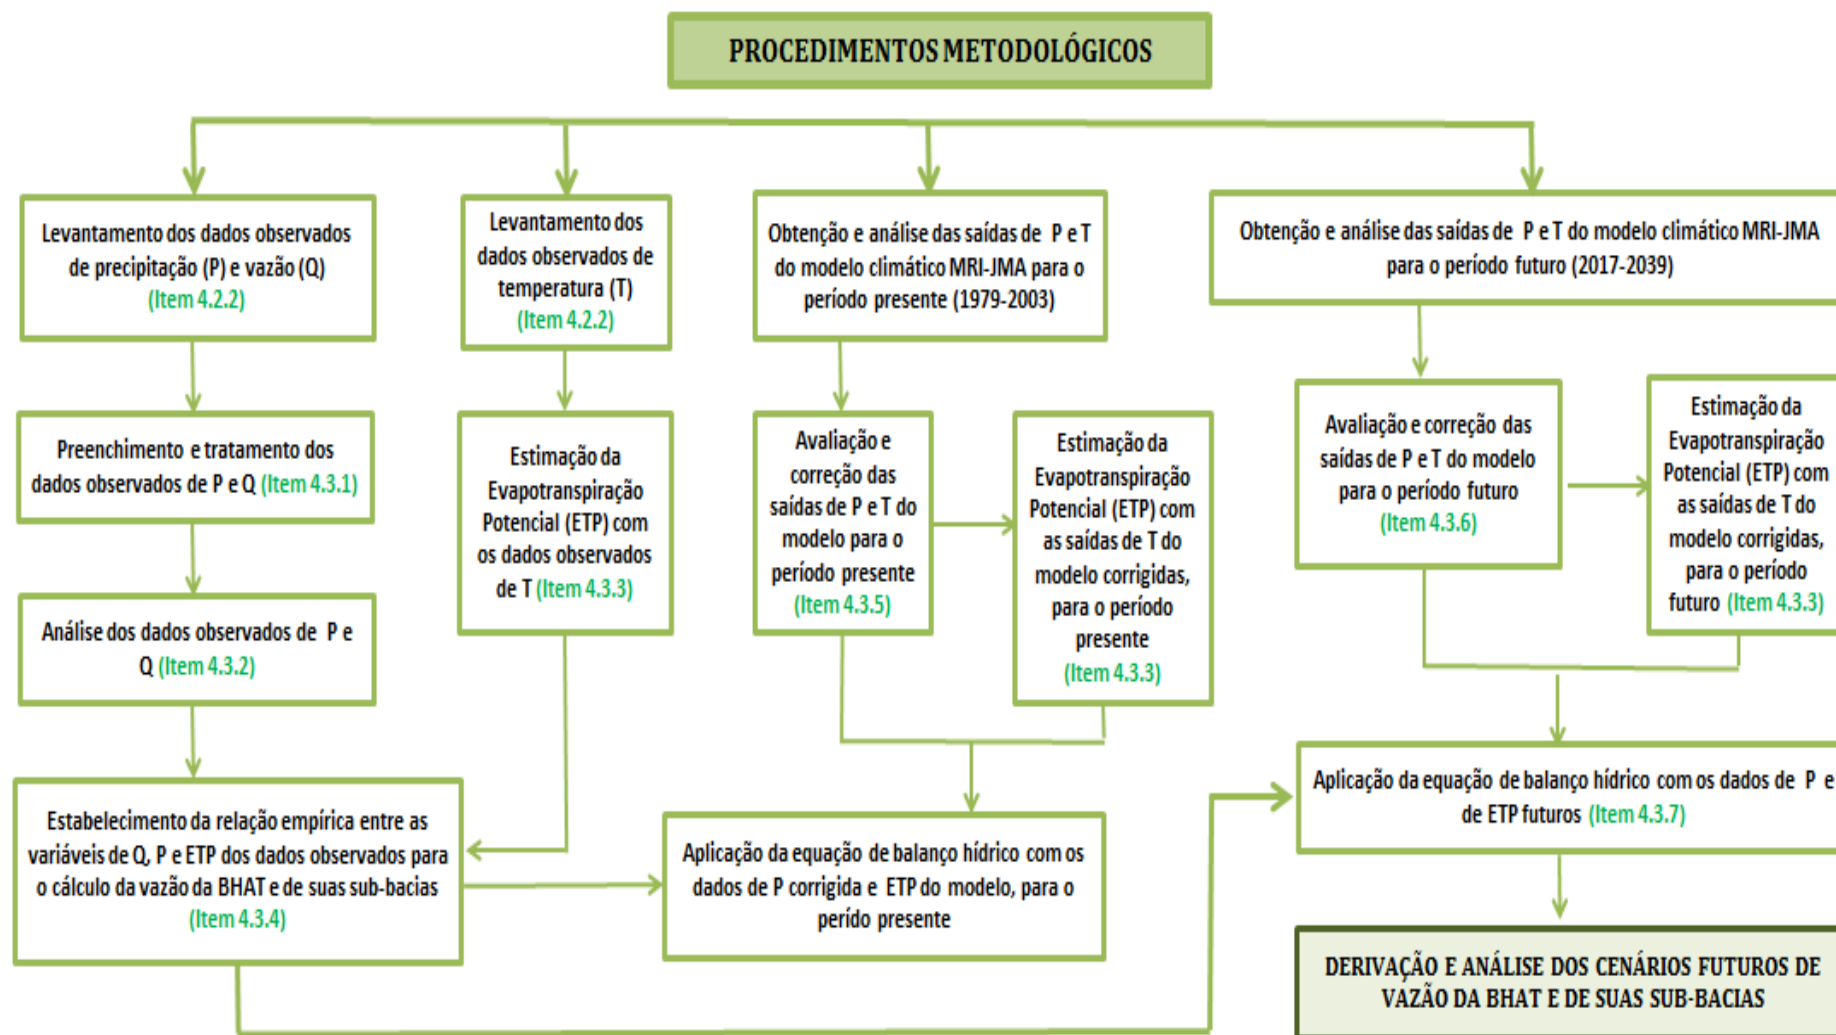 PROCEDIMENTOS METODOLÓGICOS
Levantamento dos dados observados
de precipitação (P) e vazão (Q)
(Item 4.2.2)
Levantamento dos
dados observados de
temperatura (T)
(Item 4.2.2)
Obtenção e análise das saídas de P e T
do modelo climático MRI-JMA para o
período presente (1979-2003)
Obtenção e análise das saídas de P e T do modelo climático MRI-JMA
para o período futuro (2017-2039)
Preenchimento e tratamento dos
dados observados de P e Q (Item 4.3.1)
Estimação da
Evapotranspiração
Potencial (ETP) com
os dados observados
de T (Item 4.3.3)
Avaliação e
correção das
saídas de P e T do
modelo para o
período presente
(Item 4.3.5)
Estimação da
Evapotranspiração
Potencial (ETP) com
as saídas de T do
modelo corrigidas,
para o período
presente
(Item 4.3.3)
Avaliação e correção das
saídas de P e T do modelo
para o período futuro
(Item 4.3.6)
Estimação da
Evapotranspiração
Potencial (ETP) com
as saídas de T do
modelo corrigidas,
para o período
futuro (Item 4.3.3)
Análise dos dados observados de P e
Q (Item 4.3.2)
Estabelecimento da relação empírica entre as
variáveis de Q, P e ETP dos dados observados para
o cálculo da vazão da BHAT e de suas sub-bacias
(Item 4.3.4)
Aplicação da equação de balanço hídrico com os
dados de P corrigida e ETP do modelo, para o
perído presente
Aplicação da equação de balanço hídrico com os dados de P e
de ETP futuros (Item 4.3.7)
DERIVAÇÃO E ANÁLISE DOS CENÁRIOS FUTUROS DE
VAZÃO DA BHAT E DE SUAS SUB-BACIAS